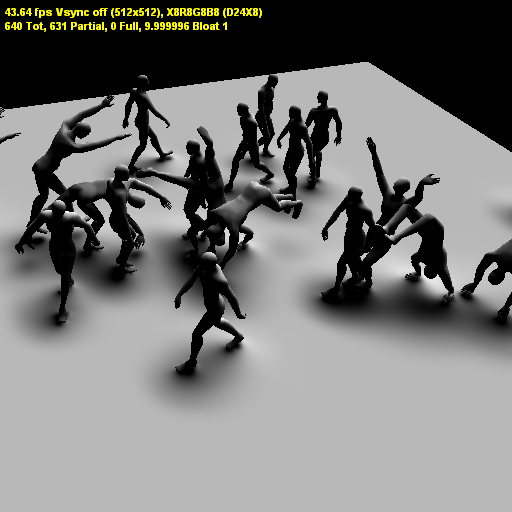 43.64 fps Vsync off (512x512), X8R8G8B8 (D24X8)
640 Tot, 631 Partial, 0 Full, 9.999996 Bloat 1